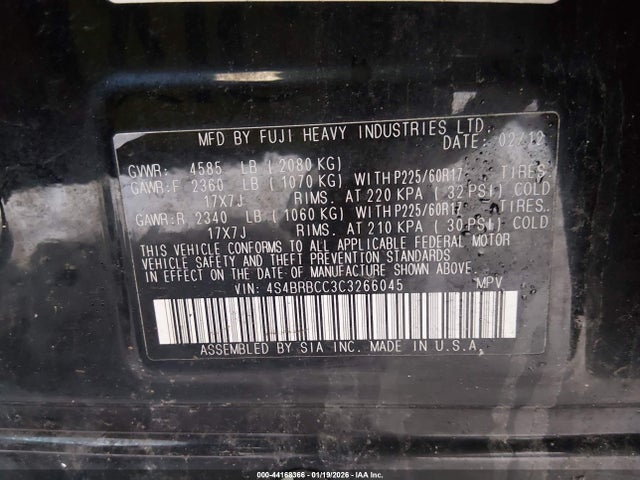 MFD BY FUJI HEAVY INDUSTRIES LTD.
DATE: 02/12
GVWR: 4585 LB (2080 KG)
GAWR:F 2360 LB (1070 KG) WITH P225/60R17 TIRES.
17X7J RIMS. AT 220 KPA (32 PSI) COLD
GAWR:R 2340 LB (1060 KG) WITH P225/60R17 TIRES.
17X7J RIMS. AT 210 KPA (30 PSI) COLD
THIS VEHICLE CONFORMS TO ALL APPLICABLE FEDERAL MOTOR
VEHICLE SAFETY AND THEFT PREVENTION STANDARDS
IN EFFECT ON THE DATE OF MANUFACTURE SHOWN ABOVE.
VIN: 4S4BRBCC3C3266045 MPV
ASSEMBLED BY SIA INC. MADE IN U.S.A.
000-44168366 - 01/19/2026 - IAA Inc.